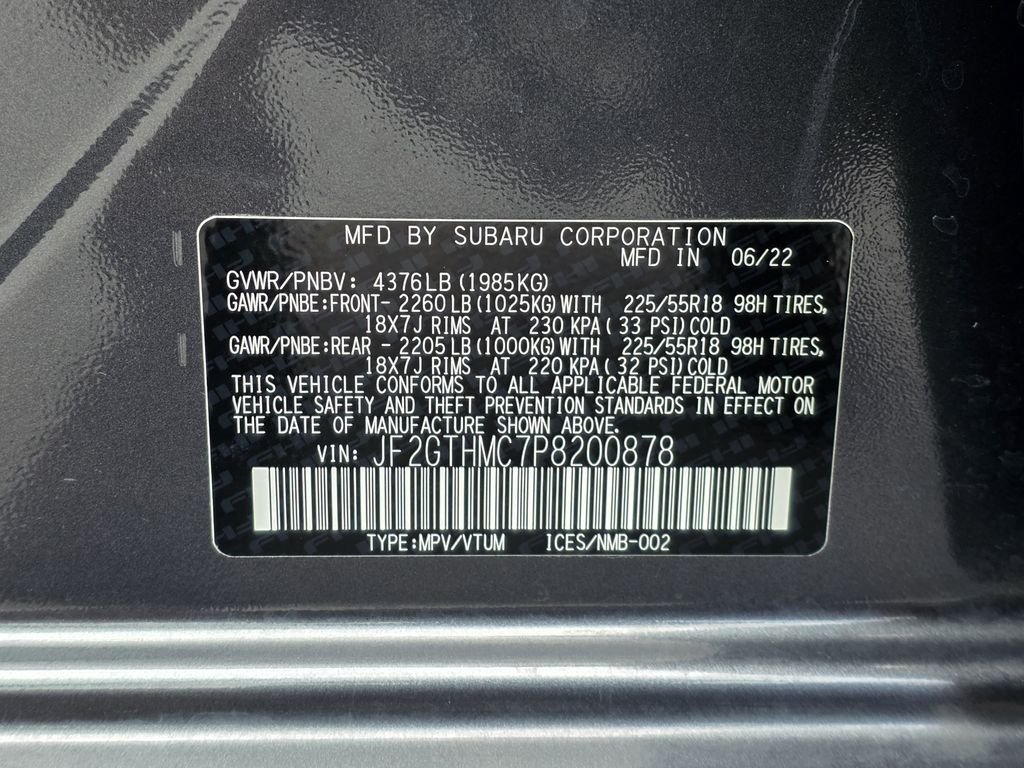 MFD BY SUBARU CORPORATION
MFD IN 06/22
GVWR/PNBV: 4376LB(1985KG)
GAWR/PNBE:FRONT- 2260LB(1025KG)WITH 225/55R18 98H TIRES,
18X7J RIMS AT 230 KPA( 33 PSI)COLD
GAWR/PNBE:REAR - 2205LB(1000KG)WITH 225/55R18 98H TIRES,
18X7J RIMS AT 220 KPA( 32 PSI)COLD
THIS VEHICLE CONFORMS TO ALL APPLICABLE FEDERAL MOTOR
VEHICLE SAFETY AND THEFT PREVENTION STANDARDS IN EFFECT ON
THE DATE OF MANUFACTURE SHOWN ABOVE.
VIN: JF2GTHMC7P8200878
TYPE:MPV/VTUM ICES/NMB-002